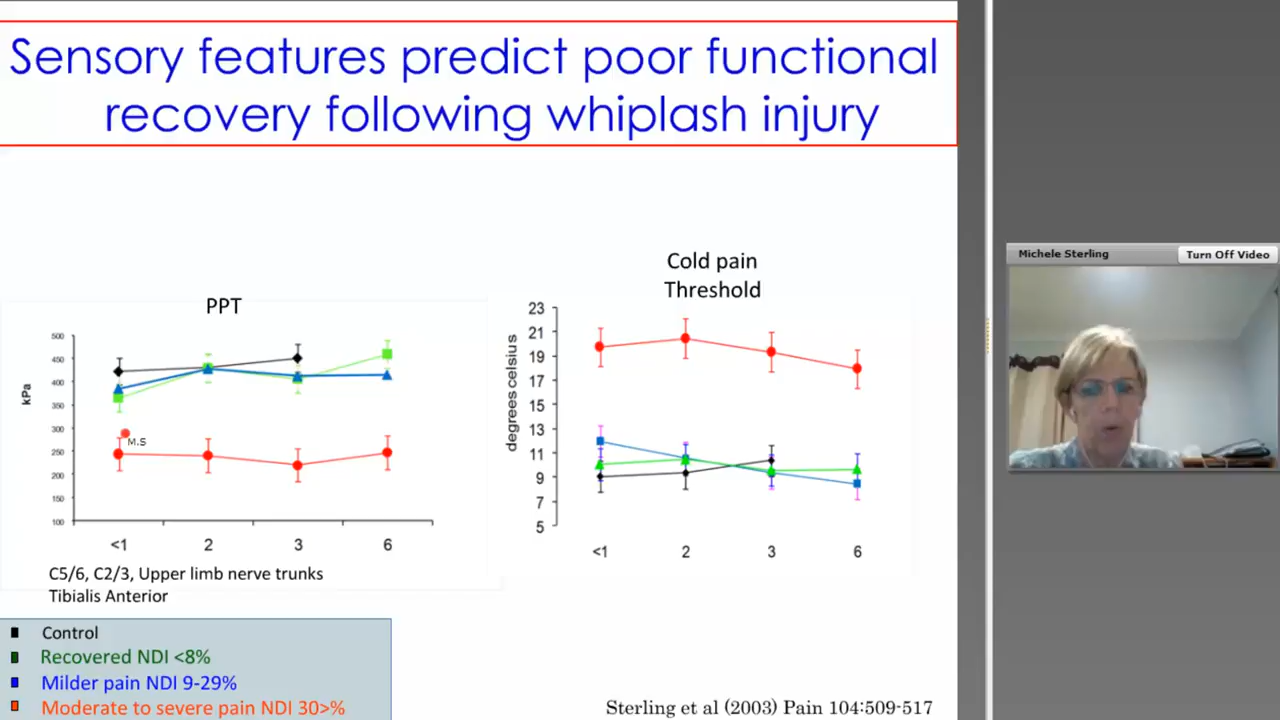 Sensory features predict poor functional
recovery following whiplash injury
Michele Sterling
Turn Off Video
PPT
kPa
500
450
400
350
300
250
200
150
100
M.S
<1 2 3 6
C5/6, C2/3, Upper limb nerve trunks
Tibialis Anterior
Cold pain
Threshold
degrees celsius
23
21
19
17
15
13
11
9
7
5
<1 2 3 6
Control
Recovered NDI <8%
Milder pain NDI 9-29%
Moderate to severe pain NDI 30>%
Sterling et al (2003) Pain 104:509-517